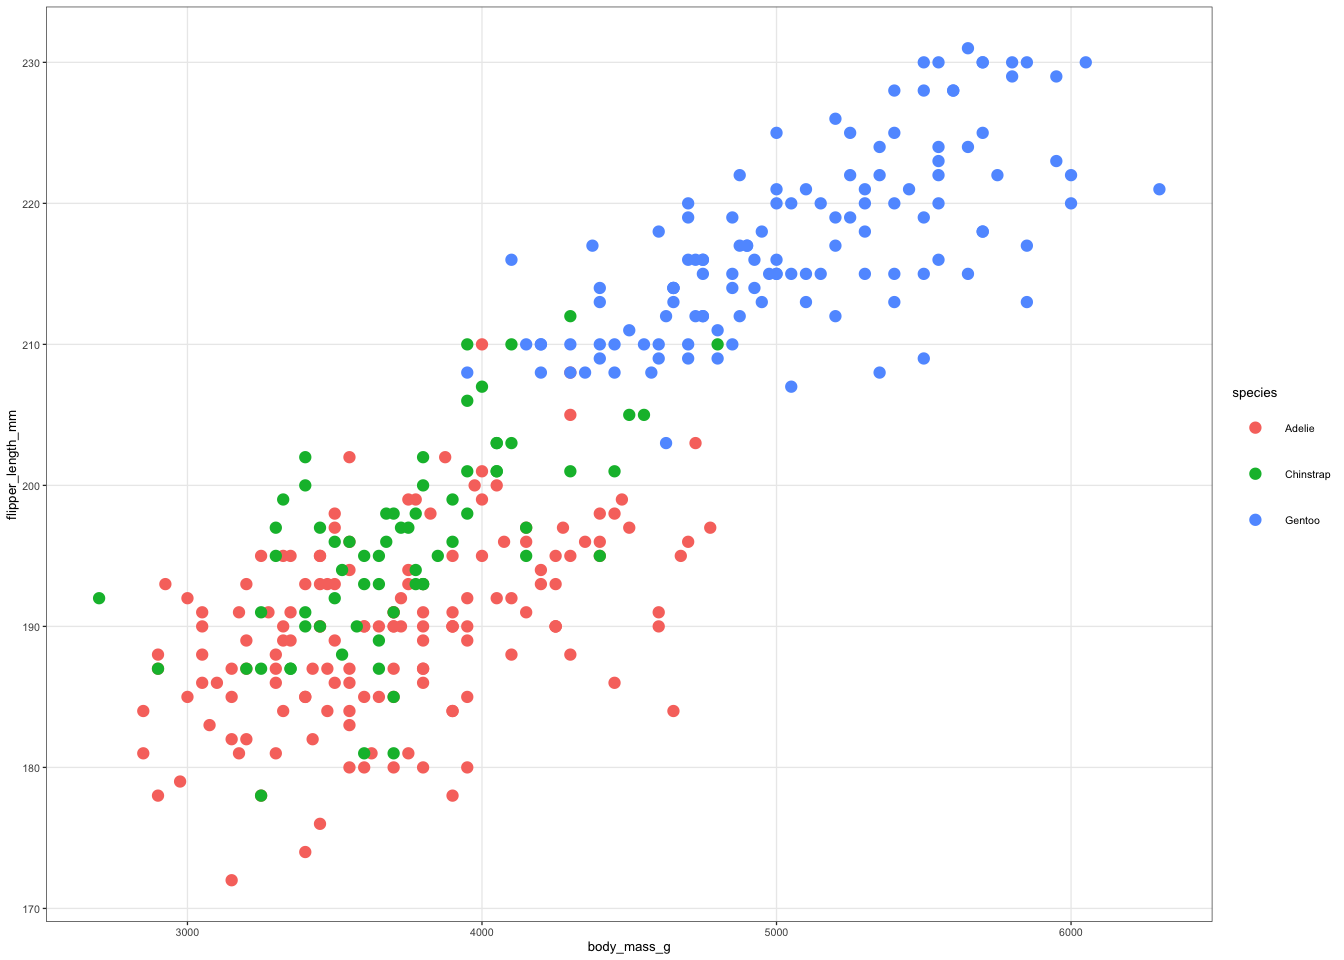 230
220
210
200
190
180
170
3000
4000
5000
6000
body_mass_g
flipper_length_mm
species
Adelie
Chinstrap
Gentoo